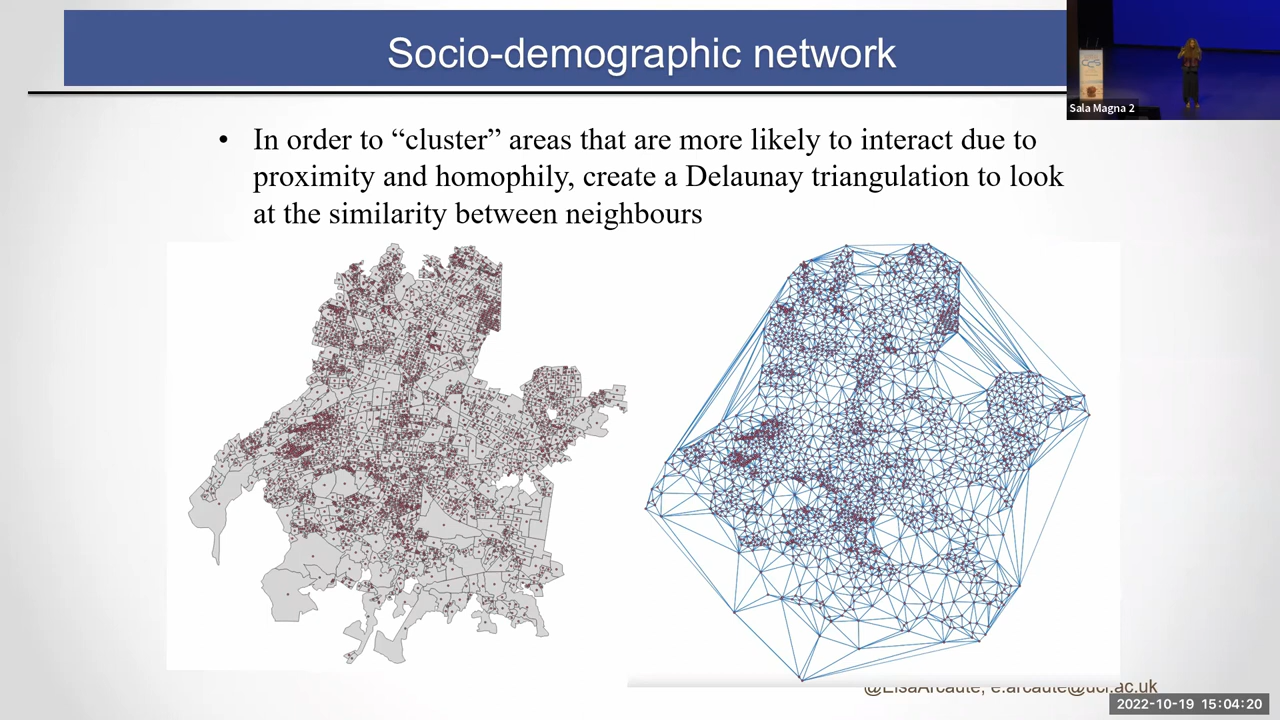 Socio-demographic network
Sala Magna 2
• In order to “cluster” areas that are more likely to interact due to
proximity and homophily, create a Delaunay triangulation to look
at the similarity between neighbours
@ElsaArcaute, e.arcaute@ucl.ac.uk
2022-10-19 15:04:20